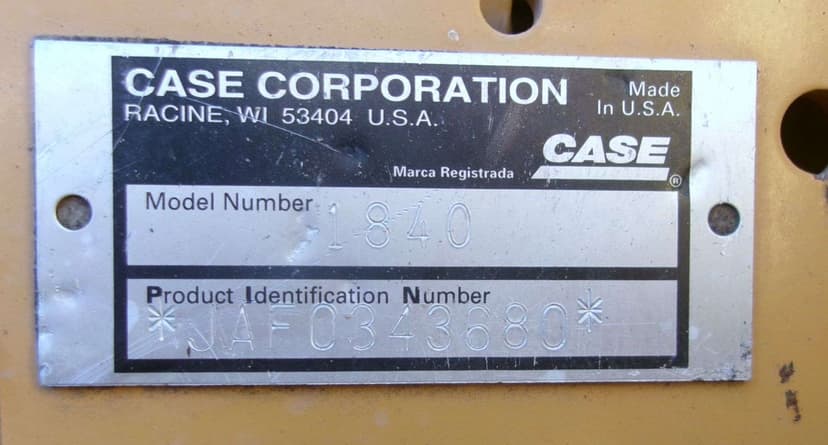 CASE CORPORATION
RACINE, WI 53404 U.S.A.
Made
In U.S.A.
Marca Registrada
CASE ®
Model Number
1840
Product Identification Number
*JAF0343680*